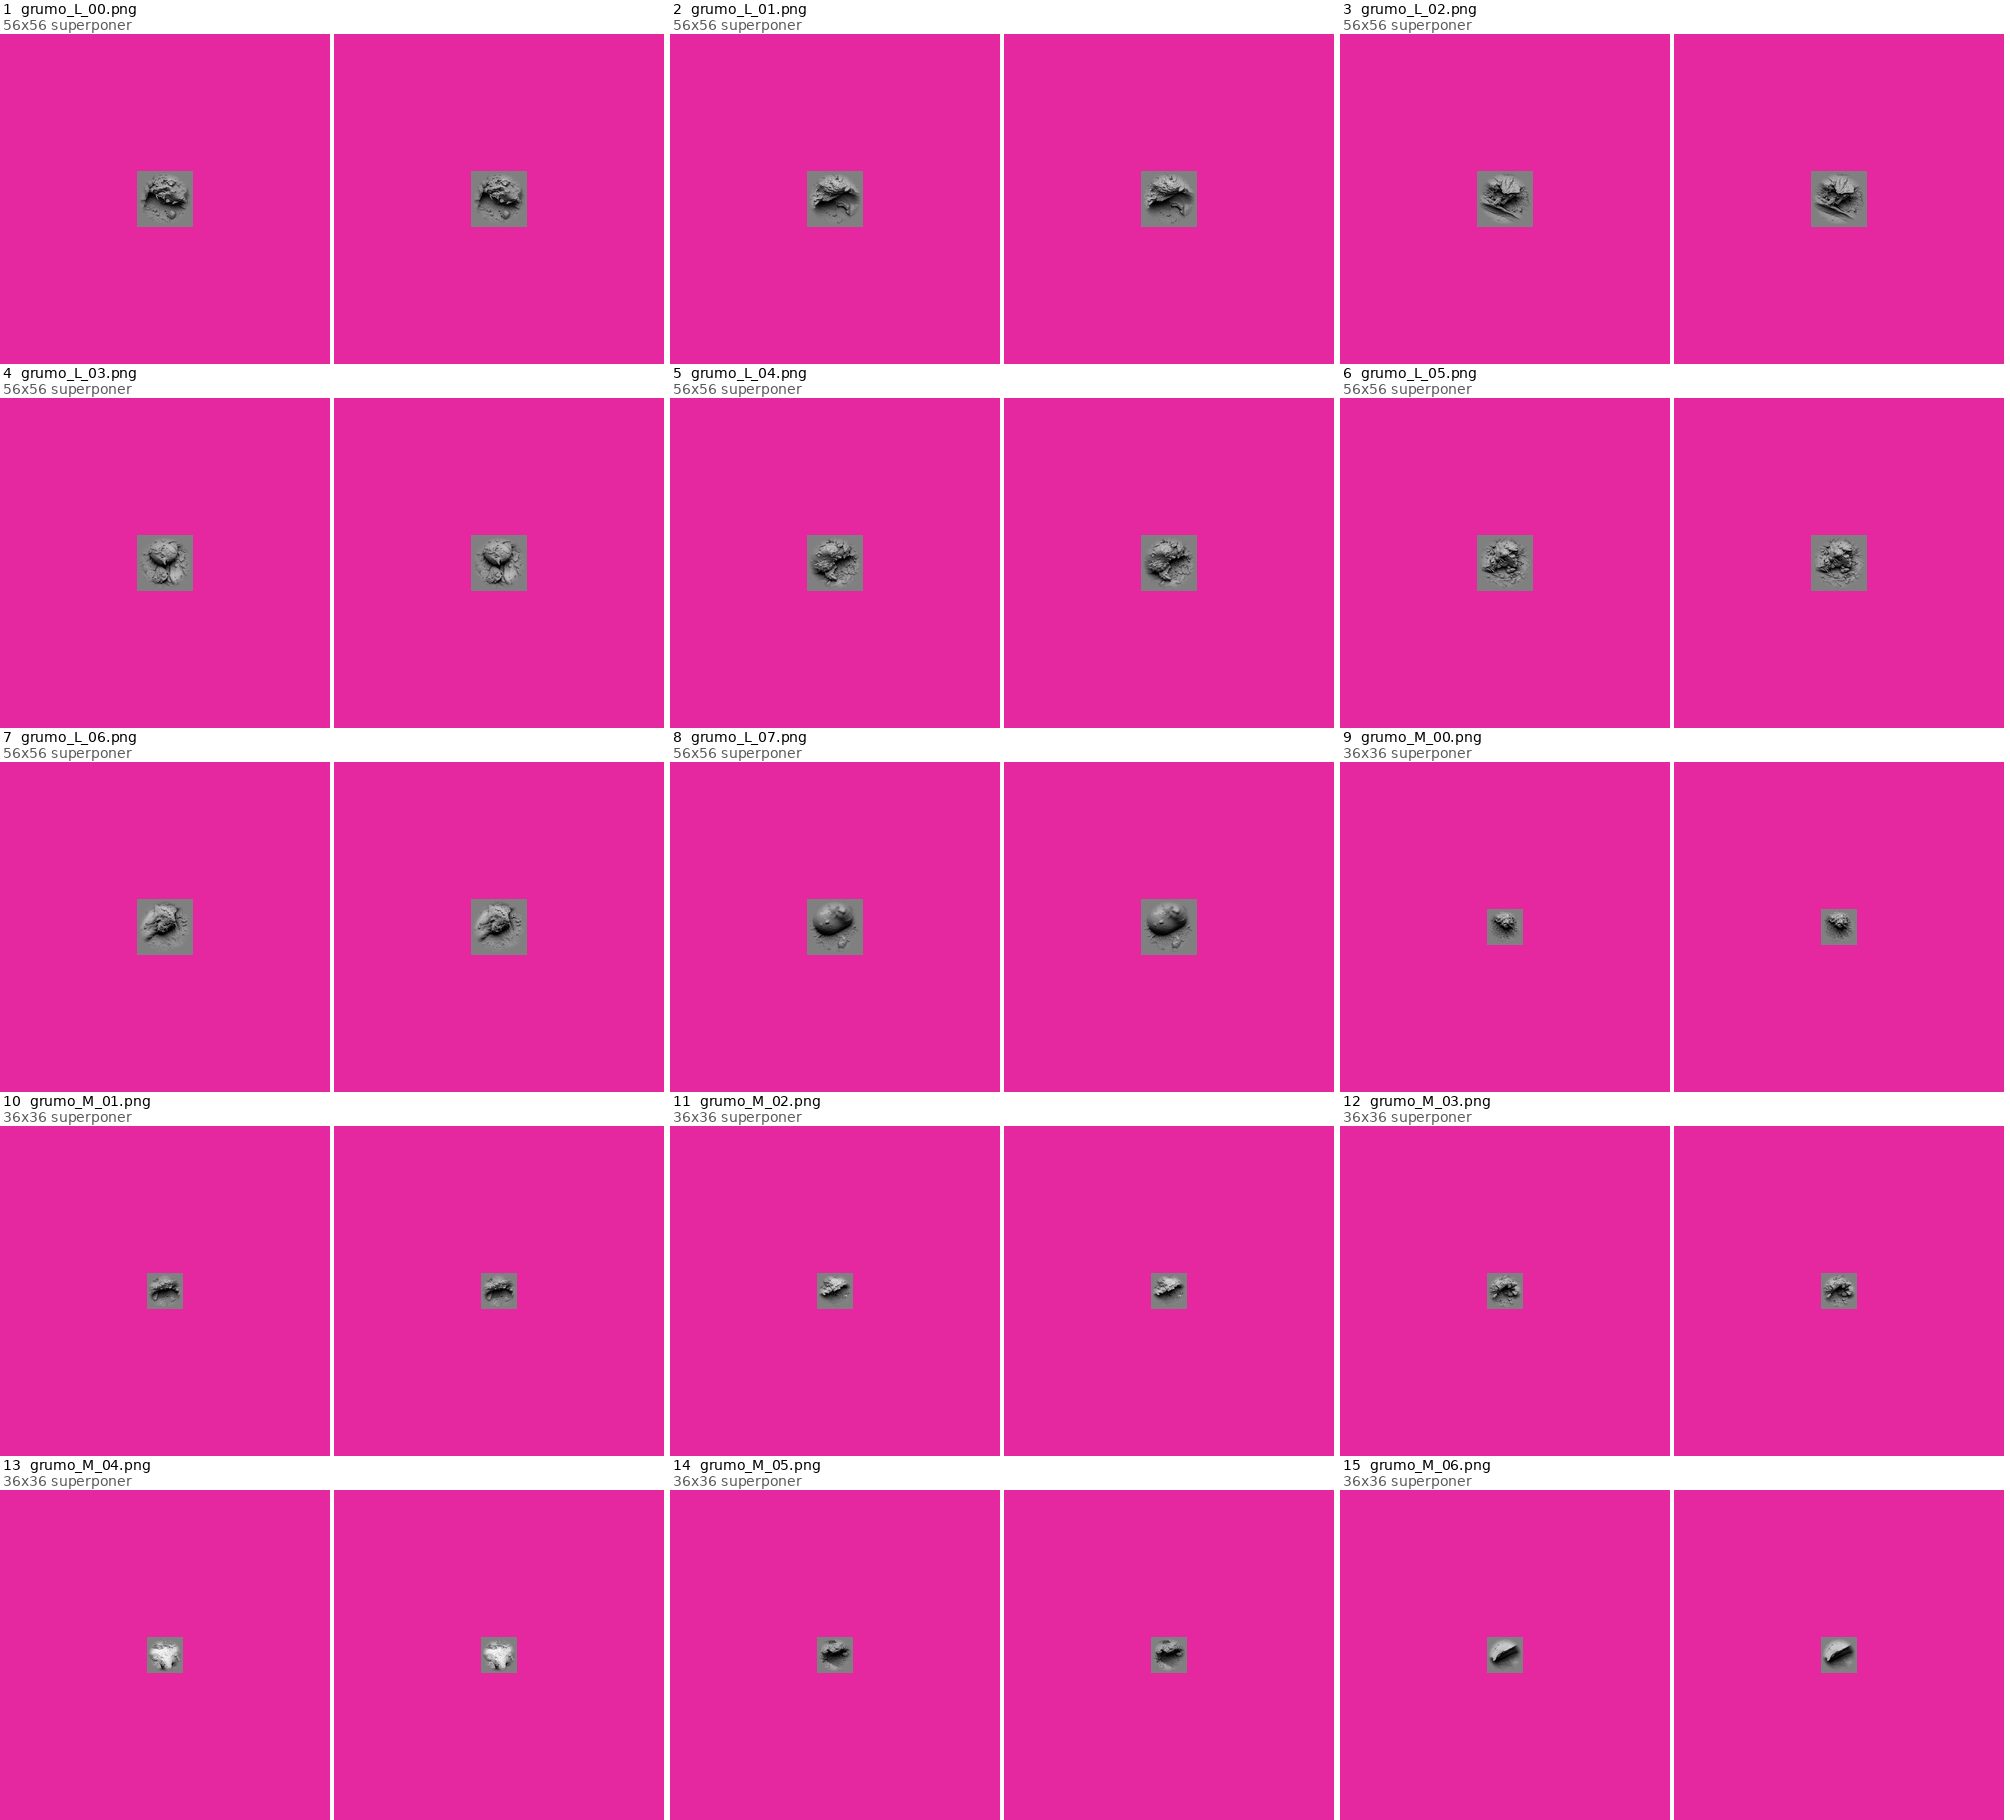 1  grumo_L_00.png
56x56 superponer
2  grumo_L_01.png
56x56 superponer
3  grumo_L_02.png
56x56 superponer
4  grumo_L_03.png
56x56 superponer
5  grumo_L_04.png
56x56 superponer
6  grumo_L_05.png
56x56 superponer
7  grumo_L_06.png
56x56 superponer
8  grumo_L_07.png
56x56 superponer
9  grumo_M_00.png
36x36 superponer
10  grumo_M_01.png
36x36 superponer
11  grumo_M_02.png
36x36 superponer
12  grumo_M_03.png
36x36 superponer
13  grumo_M_04.png
36x36 superponer
14  grumo_M_05.png
36x36 superponer
15  grumo_M_06.png
36x36 superponer